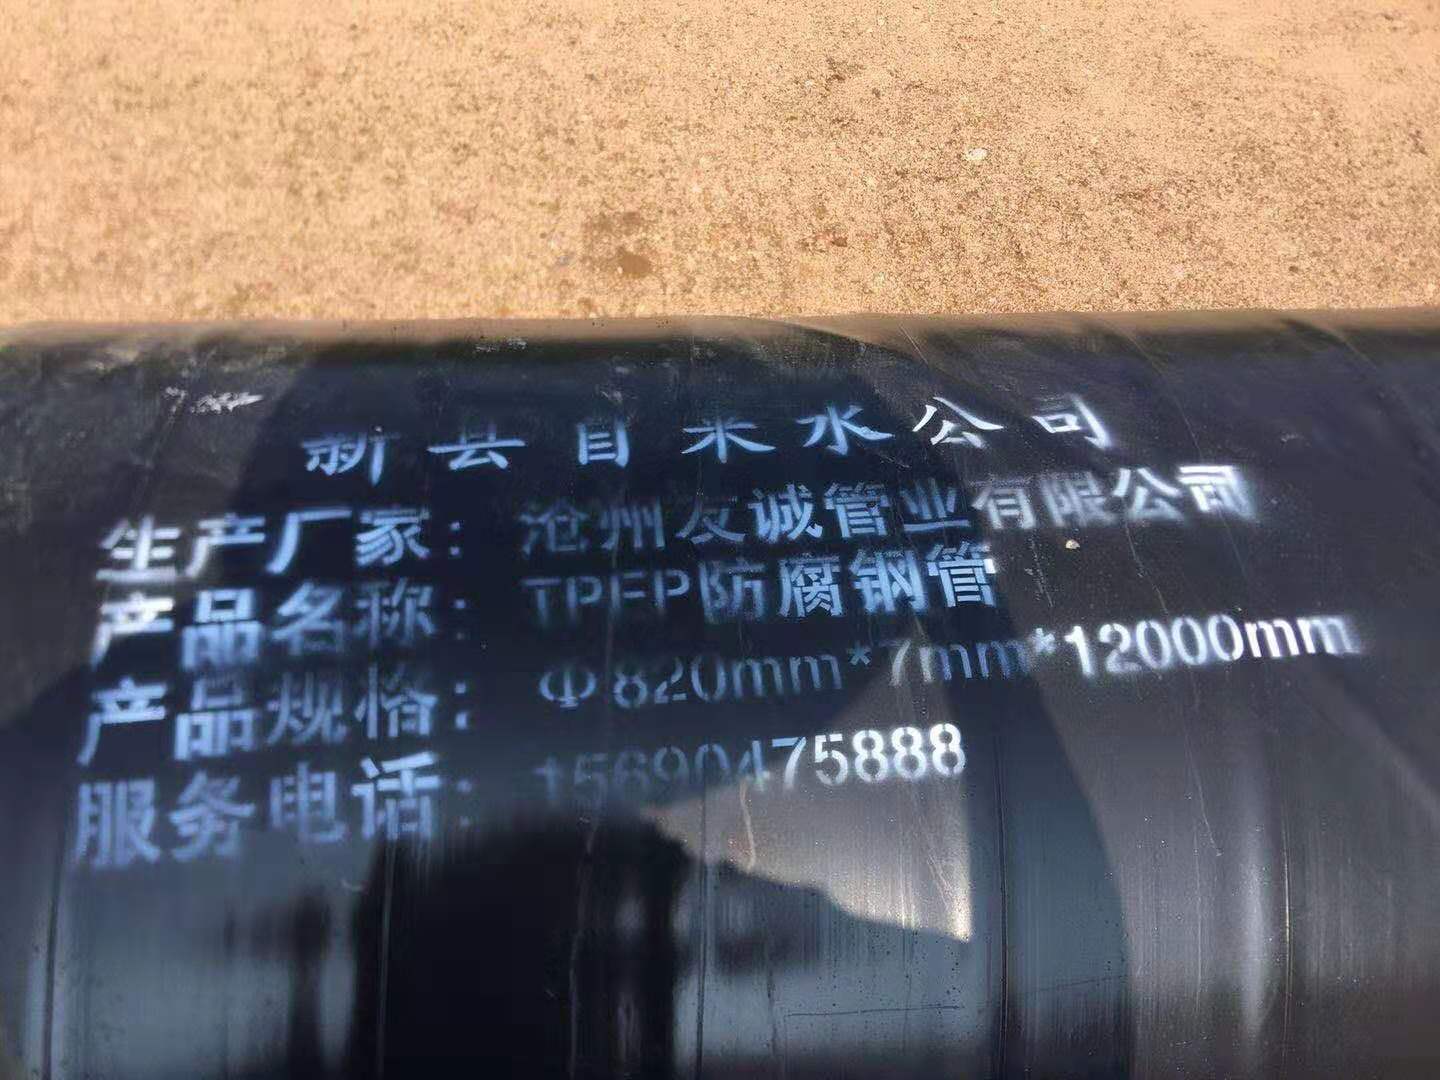 新县自来水公司
生产厂家：沧州友诚管业有限公司
产品名称：TPEP防腐钢管
产品规格：Φ820mm*7mm*12000mm
服务电话：15690475888